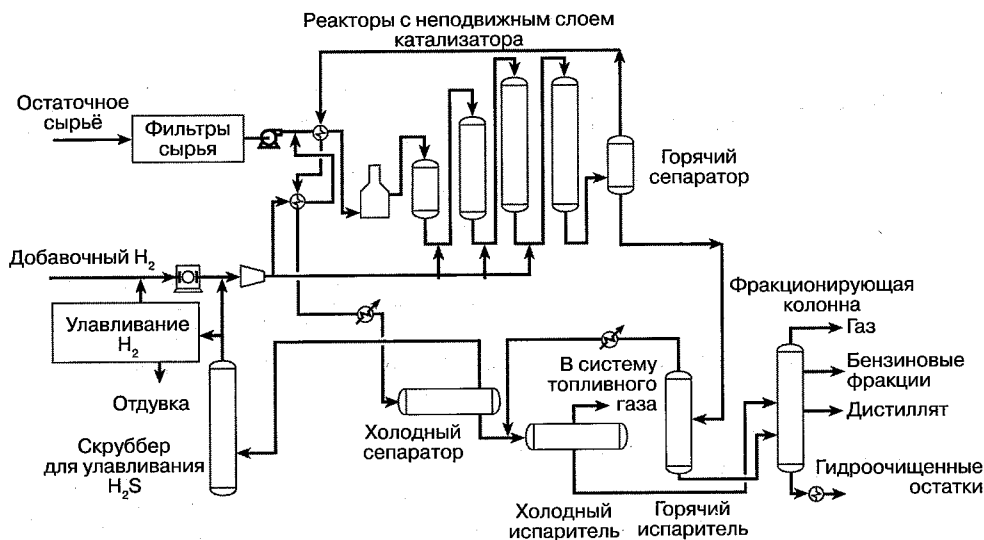 Реакторы с неподвижным слоем
катализатора
Остаточное
сырьё
Фильтры
сырья
Горячий
сепаратор
Добавочный H₂
Улавливание
H₂
Отдувка
Скруббер
для улавливания
H₂S
Холодный
сепаратор
В систему
топливного
газа
Холодный
испаритель
Горячий
испаритель
Фракционирующая
колонна
Газ
Бензиновые
фракции
Дистиллят
Гидроочищенные
остатки